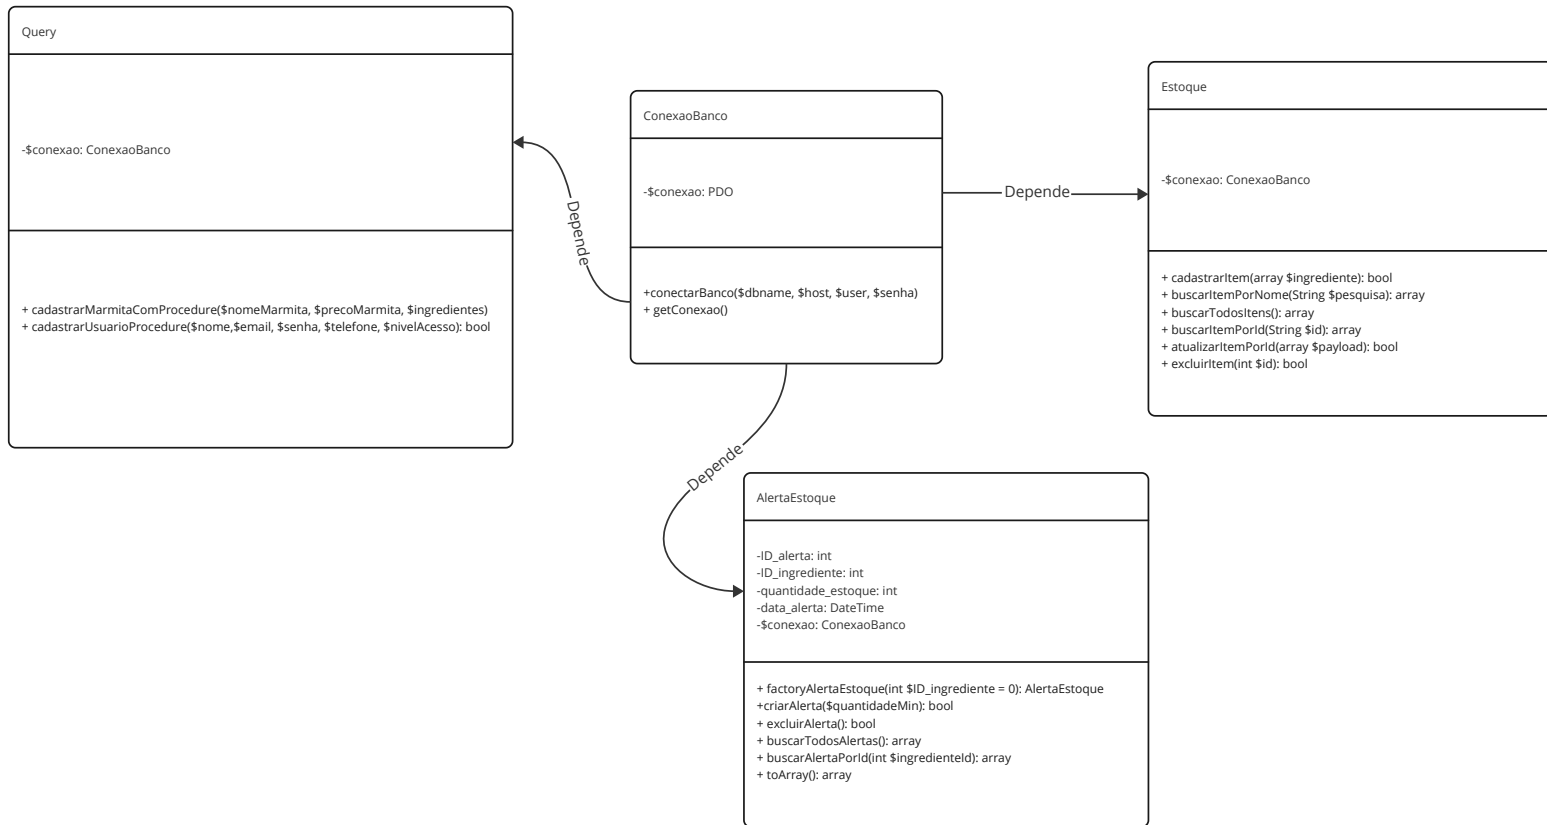 Query
-$conexao: ConexaoBanco
+ cadastrarMarmitaComProcedure($nomeMarmita, $precoMarmita, $ingredientes)
+ cadastrarUsuarioProcedure($nome,$email, $senha, $telefone, $nivelAcesso): bool
Depende
ConexaoBanco
-$conexao: PDO
+conectarBanco($dbname, $host, $user, $senha)
+ getConexao()
Depende
Estoque
-$conexao: ConexaoBanco
+ cadastrarItem(array $ingrediente): bool
+ buscarItemPorNome(String $pesquisa): array
+ buscarTodosItens(): array
+ buscarItemPorId(String $id): array
+ atualizarItemPorId(array $payload): bool
+ excluirItem(int $id): bool
Depende
AlertaEstoque
-ID_alerta: int
-ID_ingrediente: int
-quantidade_estoque: int
-data_alerta: DateTime
-$conexao: ConexaoBanco
+ factoryAlertaEstoque(int $ID_ingrediente = 0): AlertaEstoque
+criarAlerta($quantidadeMin): bool
+ excluirAlerta(): bool
+ buscarTodosAlertas(): array
+ buscarAlertaPorId(int $ingredienteId): array
+ toArray(): array